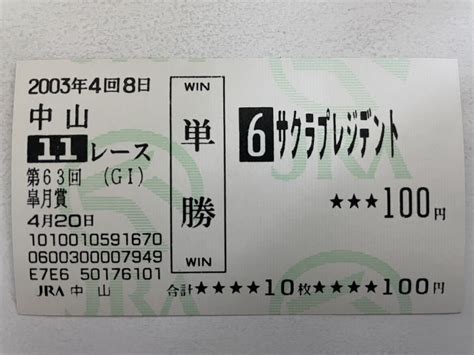 2003年4回8日
中山
11レース
第63回 (GI)
皐月賞
4月20日
1010010591670
0600300007949
E7E6 50176101
JRA 中山
WIN
単勝
WIN
6 サクラプレジデント
★★★100円
合計★★★★10枚★★★★100円
JRA
JRA